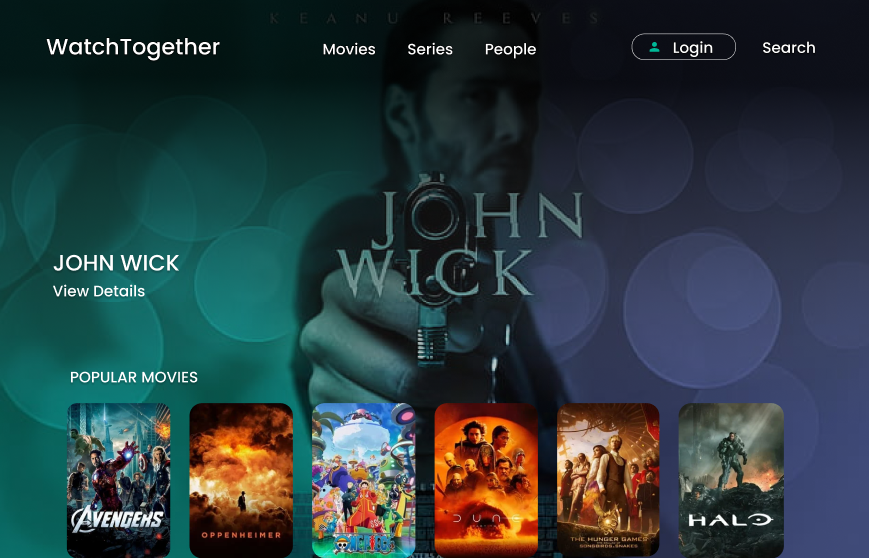 KEANU REEVES
WatchTogether
Movies
Series
People
Login
Search
JOHN
WICK
JOHN WICK
View Details
POPULAR MOVIES
AVENGERS
OPPENHEIMER
ONE PIECE
DUNE
THE HUNGER GAMES
SONGBIRDS SNAKES
HALO